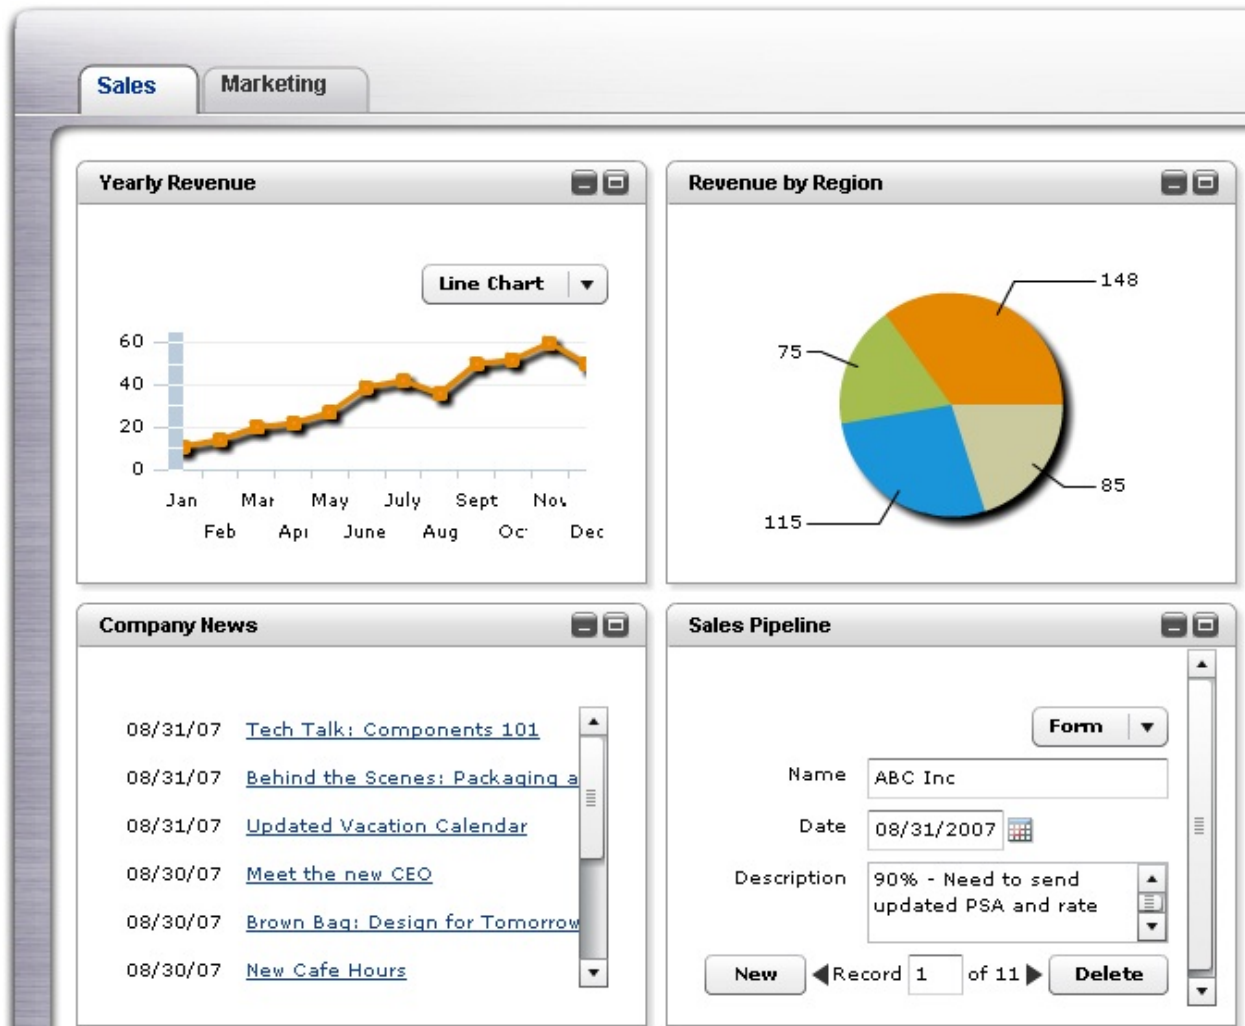 Sales
Marketing
Yearly Revenue
Line Chart
60
40
20
0
Jan Mar May July Sept Nov
Feb Apr June Aug Oct Dec
Revenue by Region
148
75
85
115
Company News
08/31/07 Tech Talk: Components 101
08/31/07 Behind the Scenes: Packaging a
08/31/07 Updated Vacation Calendar
08/30/07 Meet the new CEO
08/30/07 Brown Bag: Design for Tomorrow
08/30/07 New Cafe Hours
Sales Pipeline
Form
Name ABC Inc
Date 08/31/2007
Description 90% - Need to send
updated PSA and rate
New Record 1 of 11 Delete